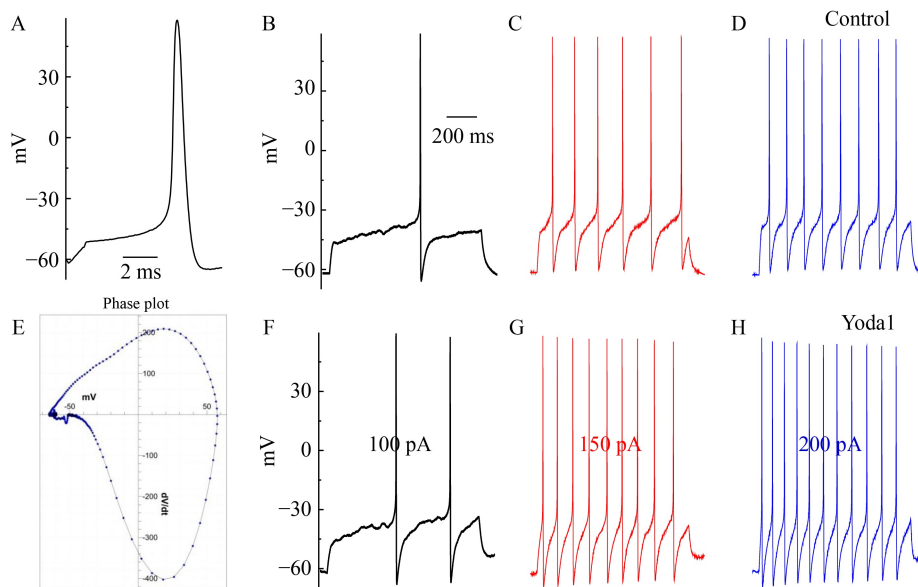 A
B
C
D
Control
mV
30
0
−30
−60
2 ms
mV
30
0
−30
−60
200 ms
E
Phase plot
mV
-50
50
200
100
-100
-200
-300
-400
dV/dt
F
G
H
Yoda1
mV
30
0
−30
−60
100 pA
150 pA
200 pA